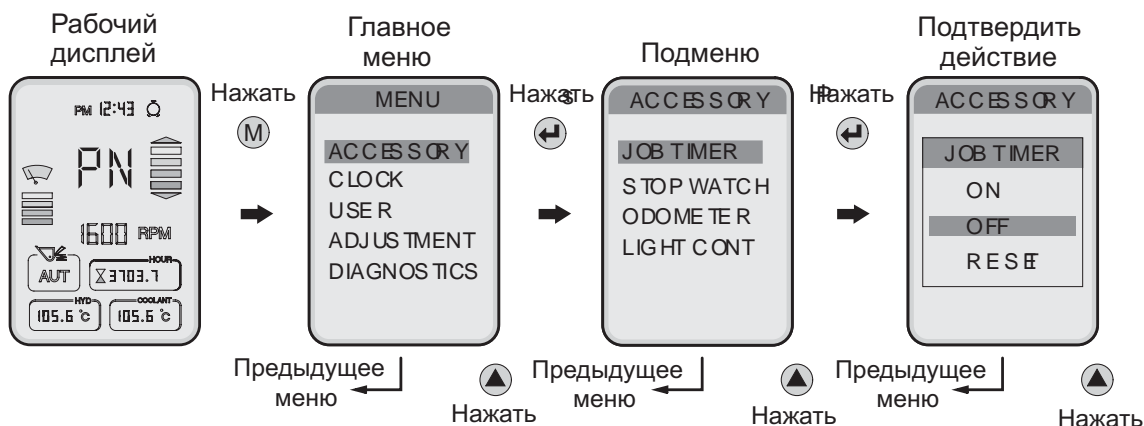 Рабочий
дисплей
PM 12:43
PN
1600 RPM
AUT
HOUR
3703.7
HYD
105.6 °C
COOLANT
105.6 °C
Нажать
M
Главное
меню
MENU
ACCESSORY
CLOCK
USER
ADJUSTMENT
DIAGNOSTICS
Предыдущее
меню
Нажать
Нажать
Подменю
ACCESSORY
JOB TIMER
STOP WATCH
ODOMETER
LIGHT CONT
Предыдущее
меню
Нажать
Нажать
Подтвердить
действие
ACCESSORY
JOB TIMER
ON
OFF
RESET
Предыдущее
меню
Нажать